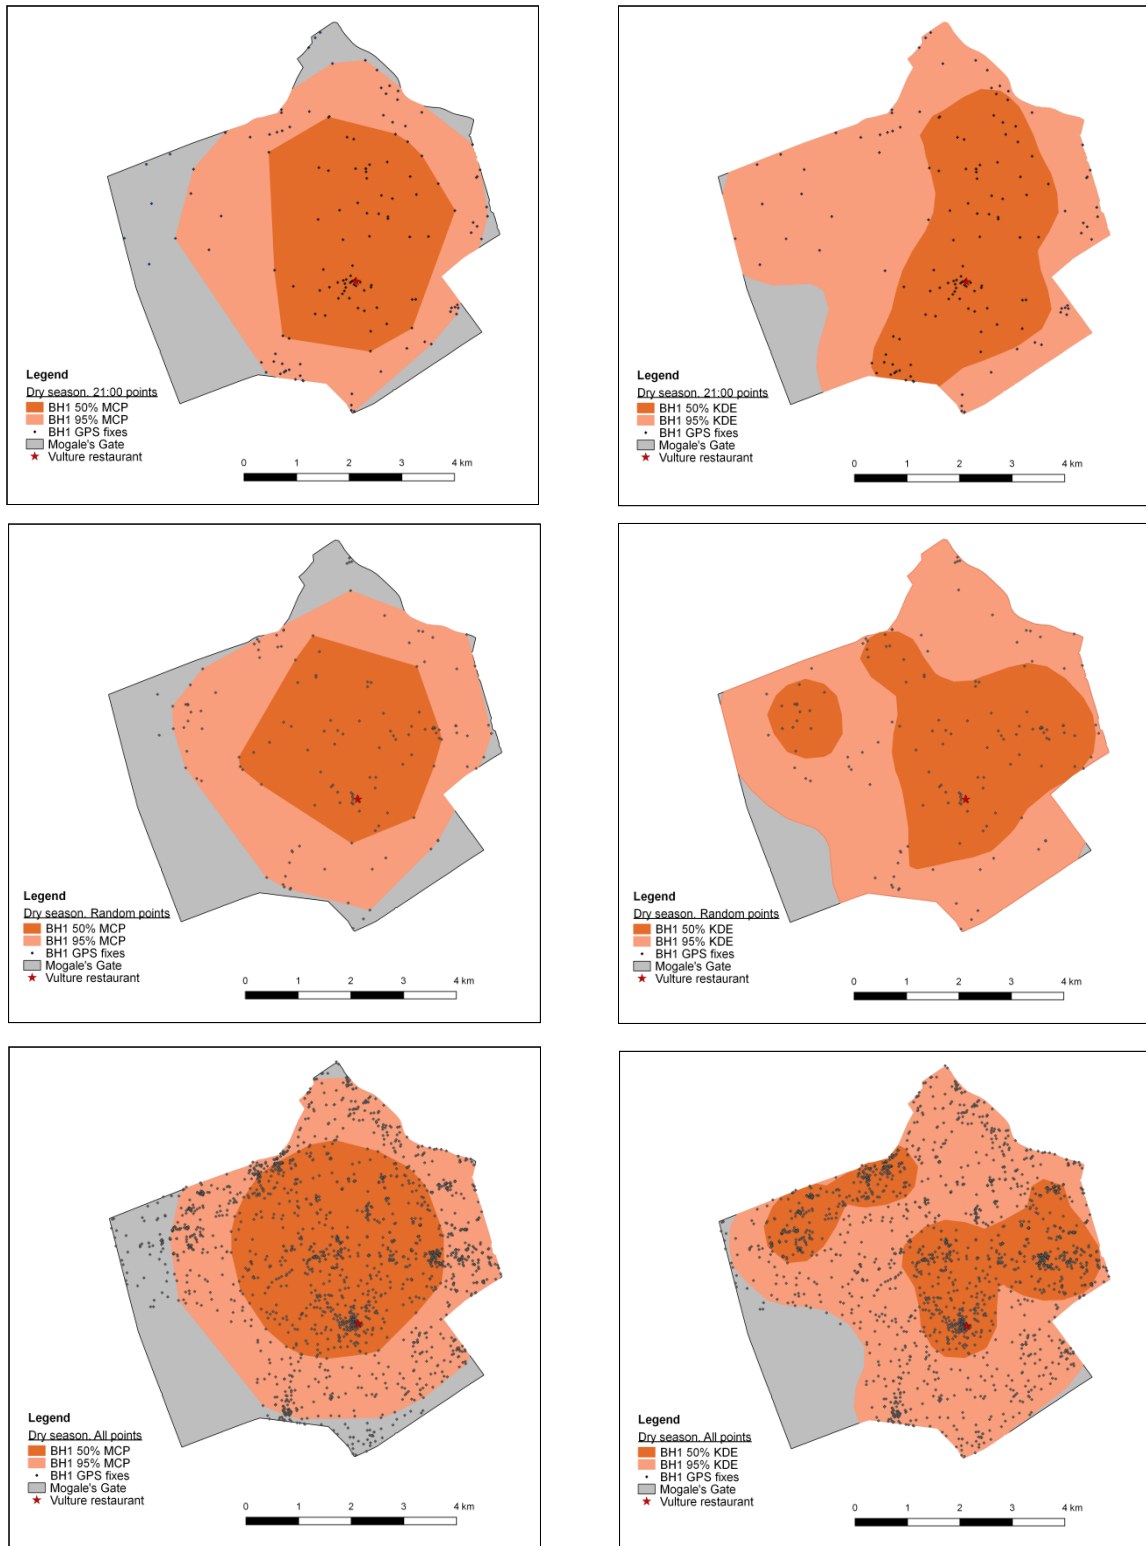 Legend
Dry season. 21:00 points
BH1 50% MCP
BH1 95% MCP
BH1 GPS fixes
Mogale's Gate
Vulture restaurant
0 1 2 3 4 km
Legend
Dry season. 21:00 points
BH1 50% KDE
BH1 95% KDE
BH1 GPS fixes
Mogale's Gate
Vulture restaurant
0 1 2 3 4 km
Legend
Dry season. Random points
BH1 50% MCP
BH1 95% MCP
BH1 GPS fixes
Mogale's Gate
Vulture restaurant
0 1 2 3 4 km
Legend
Dry season. Random points
BH1 50% KDE
BH1 95% KDE
BH1 GPS fixes
Mogale's Gate
Vulture restaurant
0 1 2 3 4 km
Legend
Dry season. All points
BH1 50% MCP
BH1 95% MCP
BH1 GPS fixes
Mogale's Gate
Vulture restaurant
0 1 2 3 4 km
Legend
Dry season. All points
BH1 50% KDE
BH1 95% KDE
BH1 GPS fixes
Mogale's Gate
Vulture restaurant
0 1 2 3 4 km